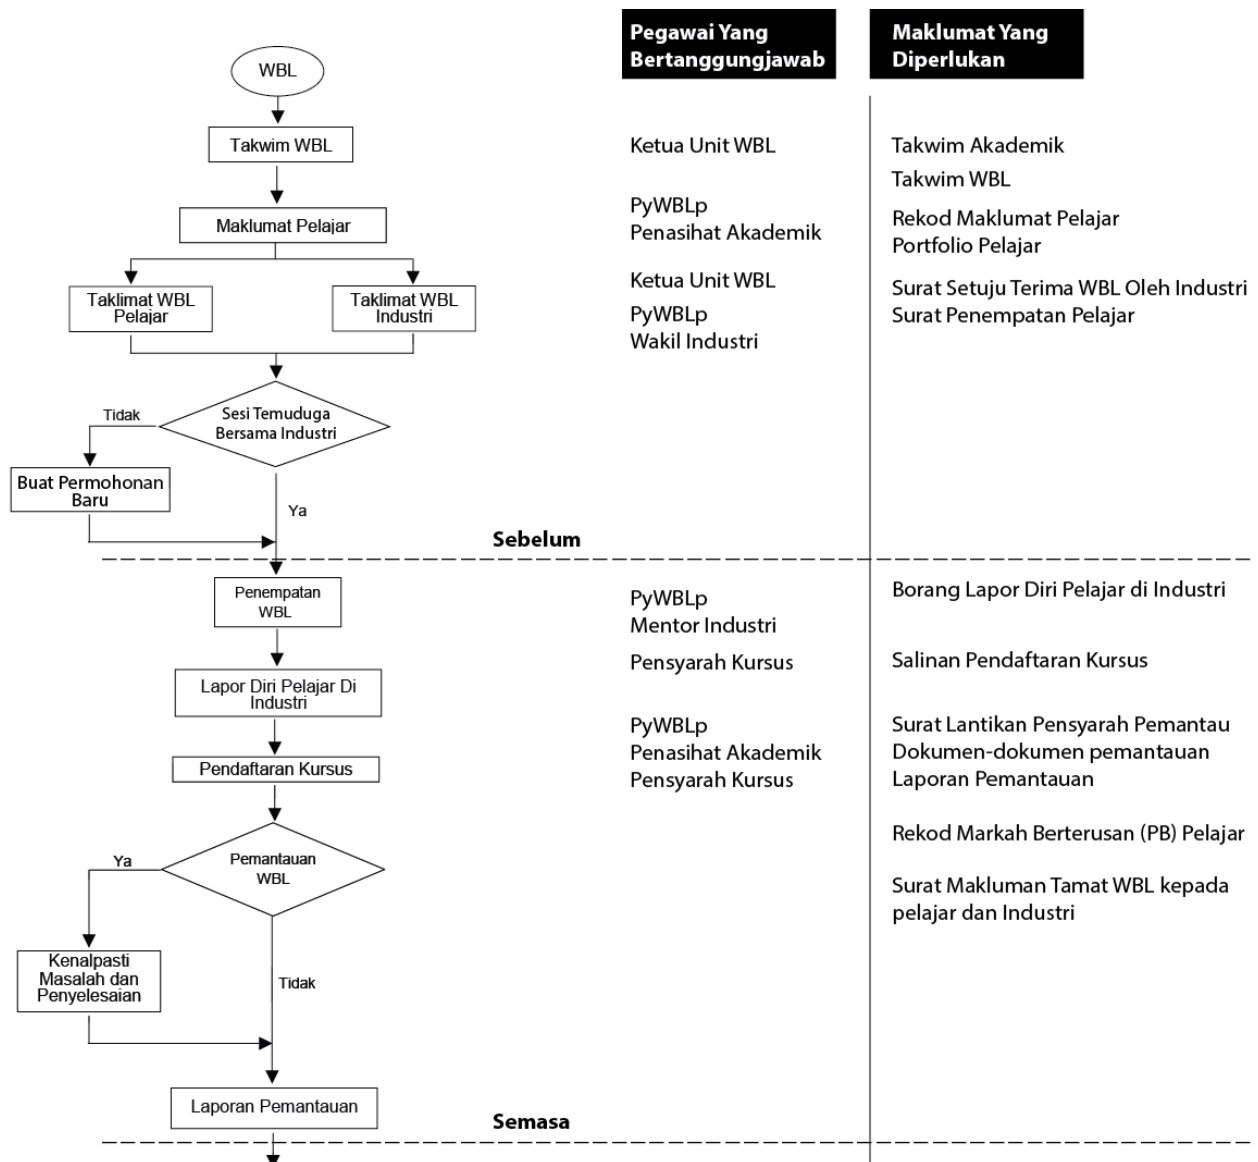 Pegawai Yang
Bertanggungjawab
Maklumat Yang
Diperlukan
WBL
Takwim WBL
Ketua Unit WBL
Takwim Akademik
Takwim WBL
Maklumat Pelajar
PyWBLp
Penasihat Akademik
Rekod Maklumat Pelajar
Portfolio Pelajar
Taklimat WBL
Pelajar
Taklimat WBL
Industri
Ketua Unit WBL
PyWBLp
Wakil Industri
Surat Setuju Terima WBL Oleh Industri
Surat Penempatan Pelajar
Sesi Temuduga
Bersama Industri
Tidak
Buat Permohonan
Baru
Ya
Sebelum
Penempatan
WBL
PyWBLp
Mentor Industri
Borang Lapor Diri Pelajar di Industri
Lapor Diri Pelajar Di
Industri
Pensyarah Kursus
Salinan Pendaftaran Kursus
Pendaftaran Kursus
PyWBLp
Penasihat Akademik
Pensyarah Kursus
Surat Lantikan Pensyarah Pemantau
Dokumen-dokumen pemantauan
Laporan Pemantauan
Pemantauan
WBL
Ya
Rekod Markah Berterusan (PB) Pelajar
Surat Makluman Tamat WBL kepada
pelajar dan Industri
Kenalpasti
Masalah dan
Penyelesaian
Tidak
Laporan Pemantauan
Semasa